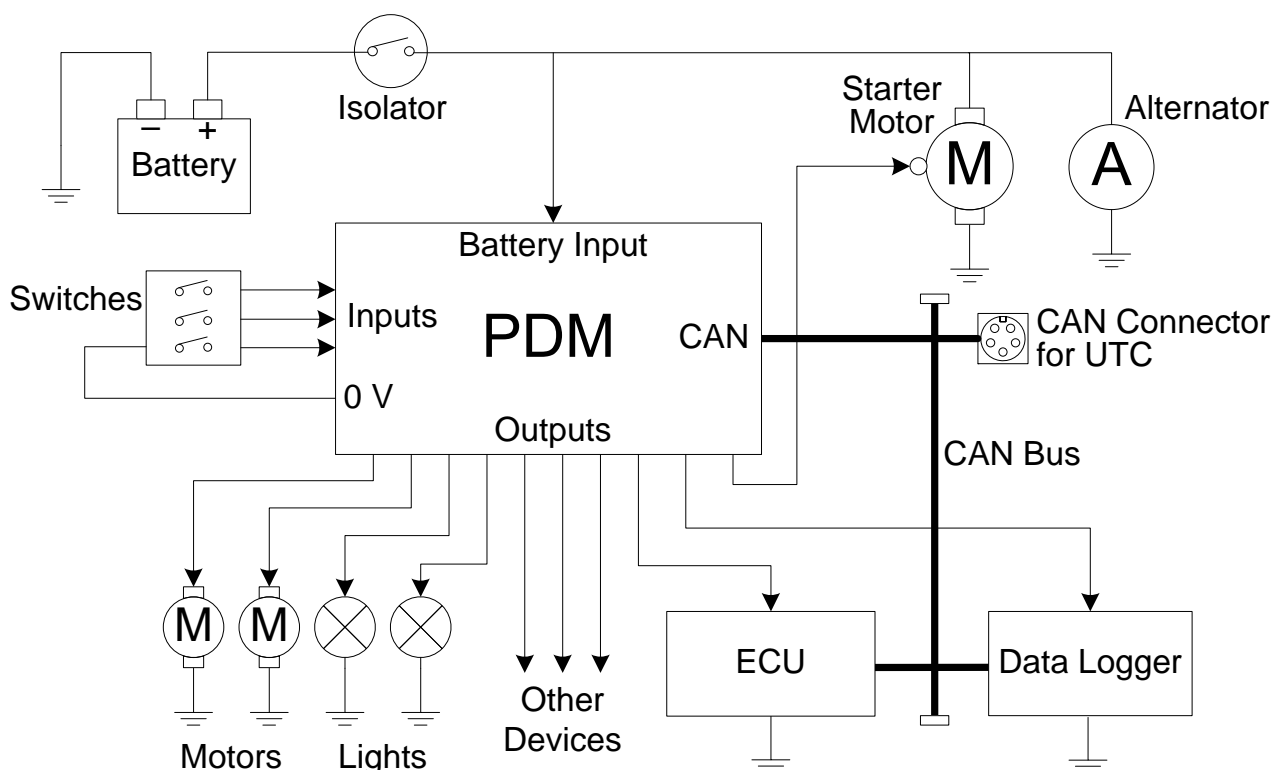 Isolator
Starter
Motor
Alternator
−
+
Battery
M
A
Battery Input
Switches
Inputs
PDM
CAN
CAN Connector
for UTC
0 V
Outputs
CAN Bus
M
M
ECU
Data Logger
Other
Devices
Motors
Lights